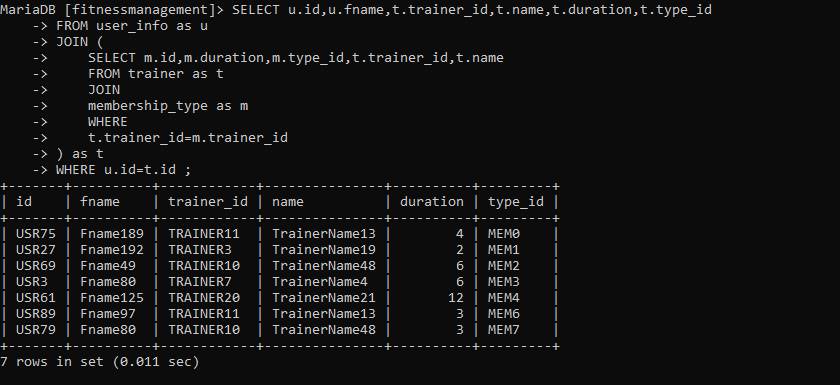 MariaDB [fitnessmanagement]> SELECT u.id,u.fname,t.trainer_id,t.name,t.duration,t.type_id
    -> FROM user_info as u
    -> JOIN (
    ->     SELECT m.id,m.duration,m.type_id,t.trainer_id,t.name
    ->     FROM trainer as t
    ->     JOIN
    ->     membership_type as m
    ->     WHERE
    ->     t.trainer_id=m.trainer_id
    -> ) as t
    -> WHERE u.id=t.id ;
+-------+----------+------------+---------------+----------+---------+
| id    | fname    | trainer_id | name          | duration | type_id |
+-------+----------+------------+---------------+----------+---------+
| USR75 | Fname189 | TRAINER11  | TrainerName13 |        4 | MEM0    |
| USR27 | Fname192 | TRAINER3   | TrainerName19 |        2 | MEM1    |
| USR69 | Fname49  | TRAINER10  | TrainerName48 |        6 | MEM2    |
| USR3  | Fname80  | TRAINER7   | TrainerName4  |        6 | MEM3    |
| USR61 | Fname125 | TRAINER20  | TrainerName21 |       12 | MEM4    |
| USR89 | Fname97  | TRAINER11  | TrainerName13 |        3 | MEM6    |
| USR79 | Fname80  | TRAINER10  | TrainerName48 |        3 | MEM7    |
+-------+----------+------------+---------------+----------+---------+
7 rows in set (0.011 sec)